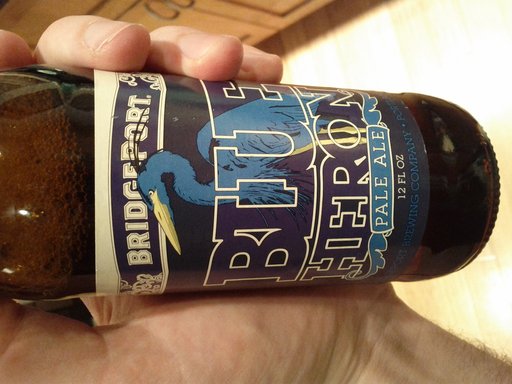 BRIDGEPORT
BLUE
HERON
PALE ALE
12 FL OZ
BREWING COMPANY